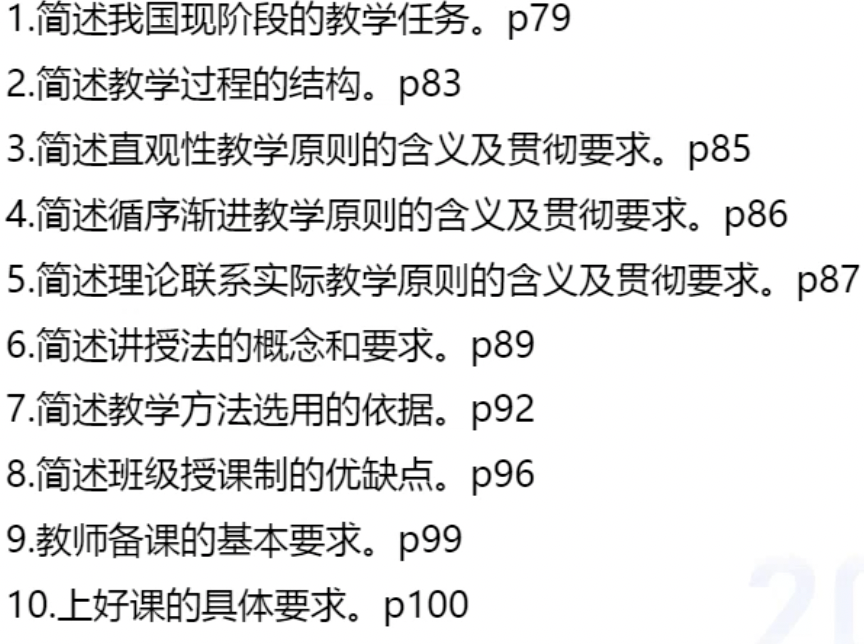 1.简述我国现阶段的教学任务。p79
2.简述教学过程的结构。p83
3.简述直观性教学原则的含义及贯彻要求。p85
4.简述循序渐进教学原则的含义及贯彻要求。p86
5.简述理论联系实际教学原则的含义及贯彻要求。p87
6.简述讲授法的概念和要求。p89
7.简述教学方法选用的依据。p92
8.简述班级授课制的优缺点。p96
9.教师备课的基本要求。p99
10.上好课的具体要求。p100